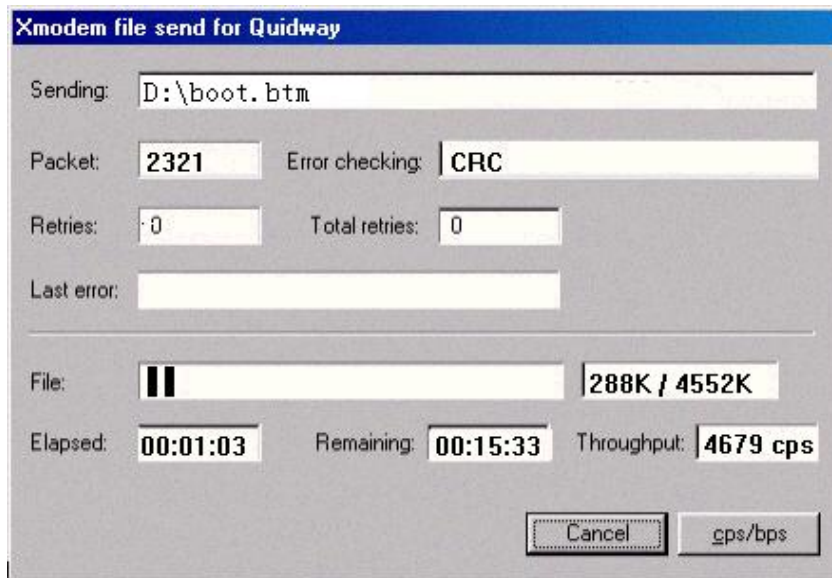 Xmodem file send for Quidway
Sending: D:\boot.btm
Packet: 2321 Error checking: CRC
Retries: 0 Total retries: 0
Last error:
File: 288K / 4552K
Elapsed: 00:01:03 Remaining: 00:15:33 Throughput: 4679 cps
Cancel cps/bps